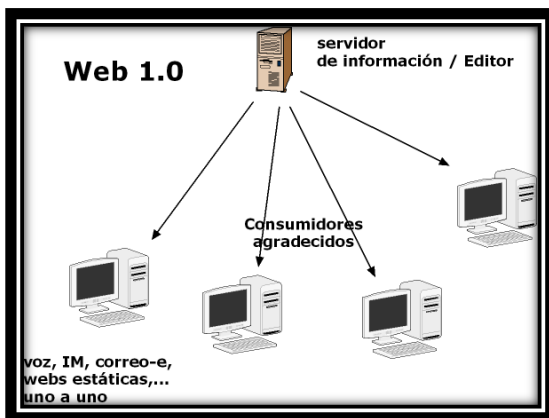 servidor
de información / Editor
Web 1.0
Consumidores
agradecidos
voz, IM, correo-e,
webs estáticas,...
uno a uno